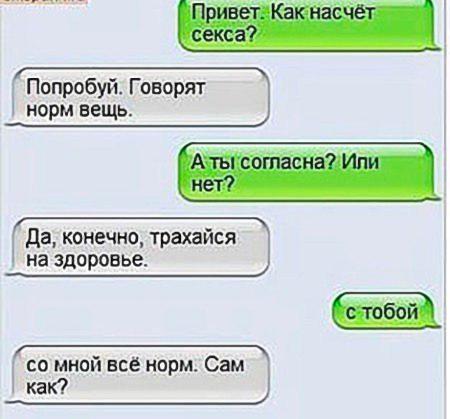 Привет. Как насчёт
секса?
Попробуй. Говорят
норм вещь.
А ты согласна? Или
нет?
Да, конечно, трахайся
на здоровье.
с тобой
со мной всё норм. Сам
как?